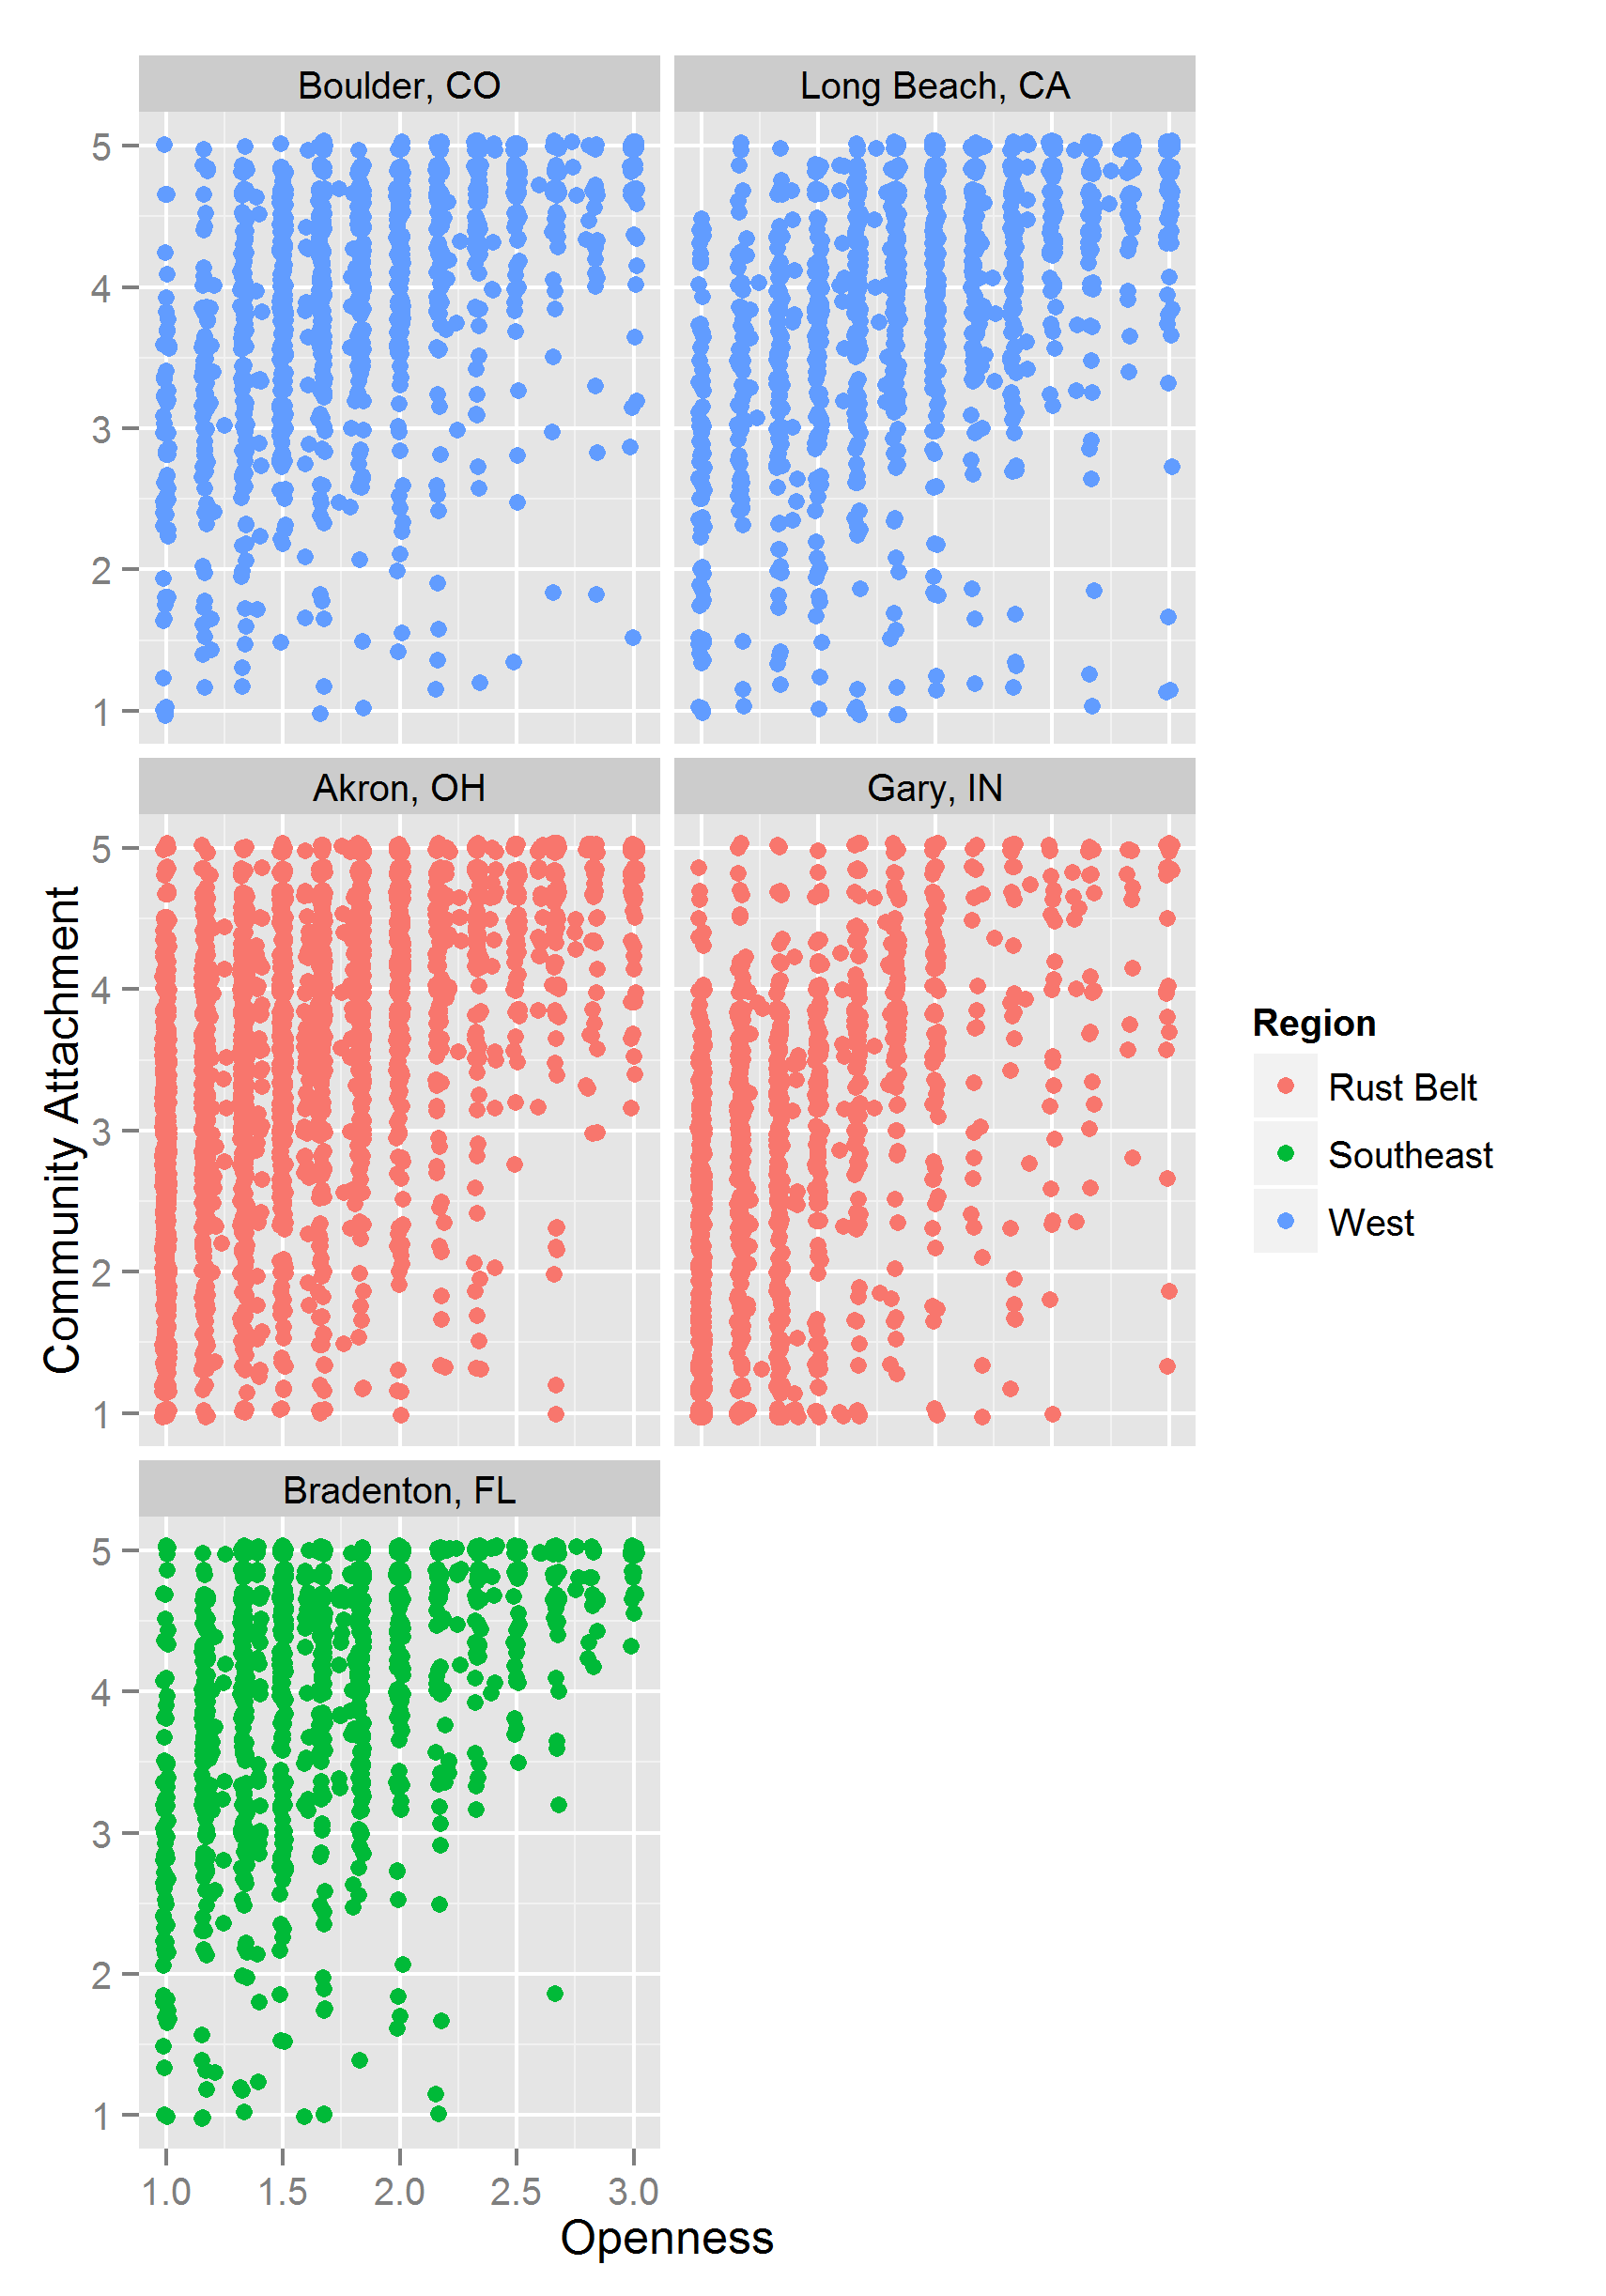 Boulder, CO
Long Beach, CA
5
4
3
2
1
Akron, OH
Gary, IN
5
4
3
2
1
Community Attachment
Region
Rust Belt
Southeast
West
Bradenton, FL
5
4
3
2
1
1.0 1.5 2.0 2.5 3.0
Openness